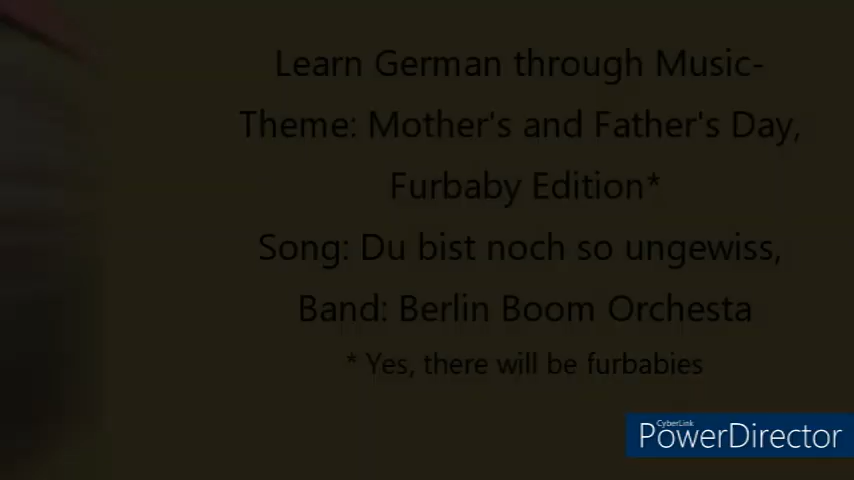 Learn German through Music-
Theme: Mother's and Father's Day,
Furbaby Edition*
Song: Du bist noch so ungewiss,
Band: Berlin Boom Orchesta
* Yes, there will be furbabies
CyberLink
PowerDirector